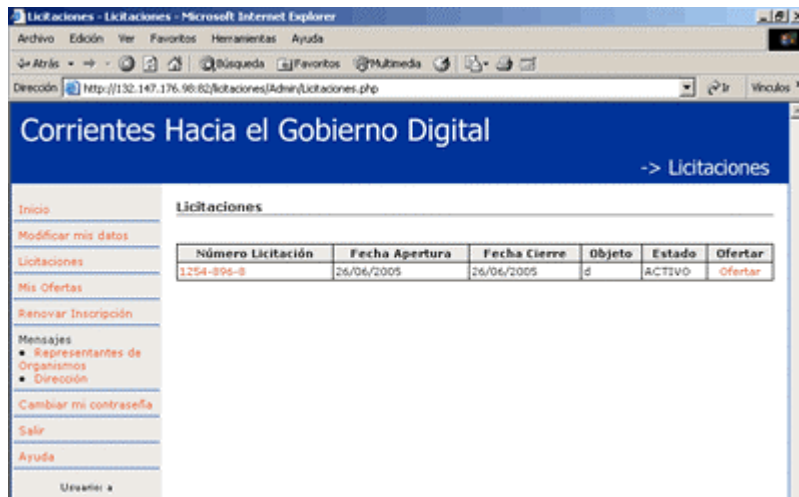 Licitaciones - Licitaciones - Microsoft Internet Explorer
Archivo Edición Ver Favoritos Herramientas Ayuda
Atrás Búsqueda Favoritos Multimedia
Dirección http://132.147.176.98:82/licitaciones/Admin/Licitaciones.php Ir Vínculos
Corrientes Hacia el Gobierno Digital
-> Licitaciones
Inicio
Modificar mis datos
Licitaciones
Mis Ofertas
Renovar Inscripción
Mensajes
• Representantes de
Organismos
• Dirección
Cambiar mi contraseña
Salir
Ayuda
Usuario: a
Licitaciones
Número Licitación Fecha Apertura Fecha Cierre Objeto Estado Ofertar
1254-896-8 26/06/2005 26/06/2005 d ACTIVO Ofertar